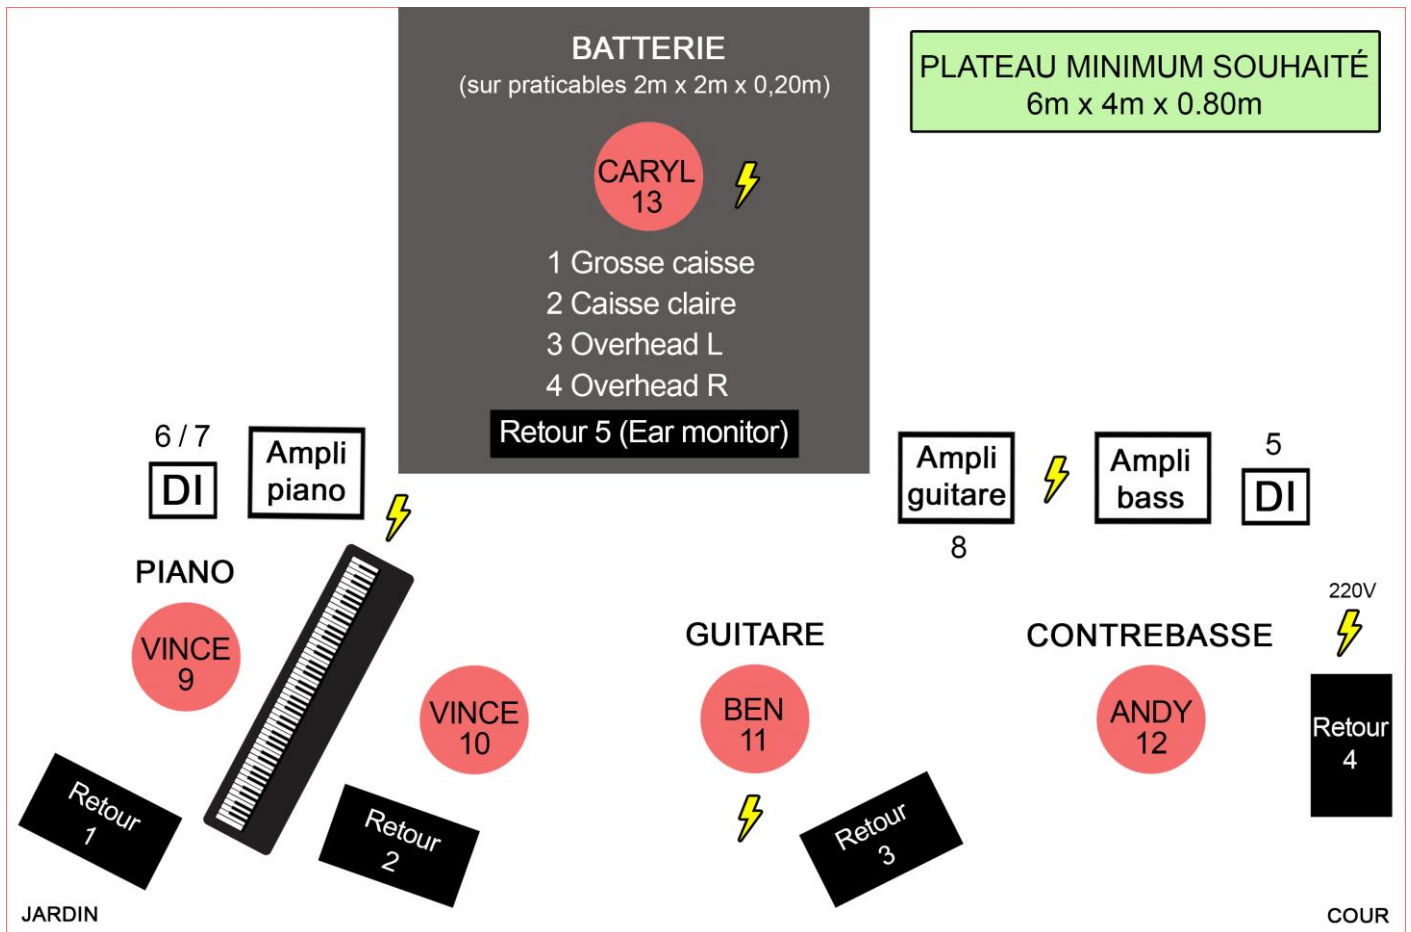 BATTERIE
(sur praticables 2m x 2m x 0,20m)
PLATEAU MINIMUM SOUHAITÉ
6m x 4m x 0.80m
CARYL
13
1 Grosse caisse
2 Caisse claire
3 Overhead L
4 Overhead R
Retour 5 (Ear monitor)
6 / 7
DI
Ampli
piano
Ampli
guitare
8
Ampli
bass
5
DI
PIANO
VINCE
9
VINCE
10
GUITARE
BEN
11
CONTREBASSE
ANDY
12
220V
Retour
4
Retour
1
Retour
2
Retour
3
JARDIN
COUR